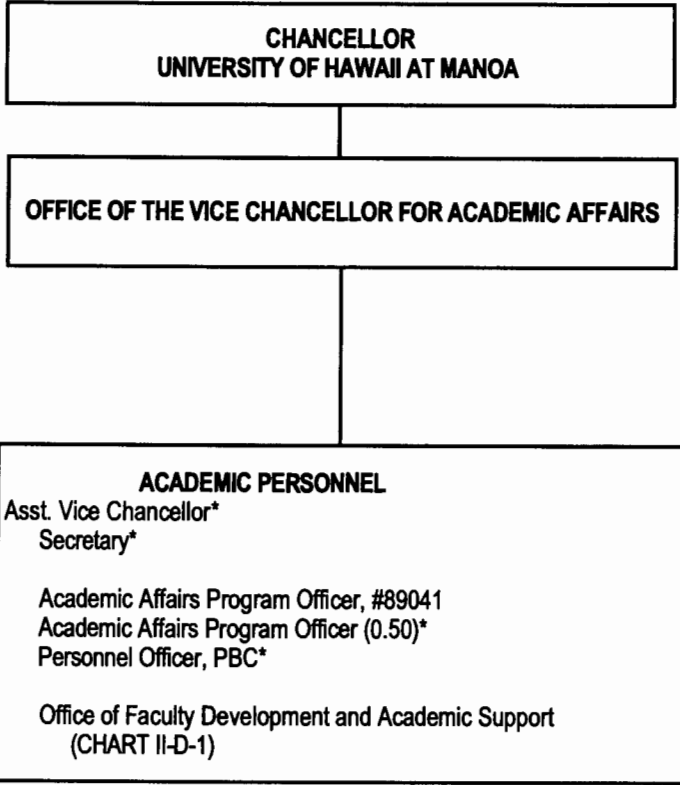 CHANCELLOR
UNIVERSITY OF HAWAII AT MANOA
OFFICE OF THE VICE CHANCELLOR FOR ACADEMIC AFFAIRS
ACADEMIC PERSONNEL
Asst. Vice Chancellor*
Secretary*
Academic Affairs Program Officer, #89041
Academic Affairs Program Officer (0.50)*
Personnel Officer, PBC*
Office of Faculty Development and Academic Support
(CHART II-D-1)